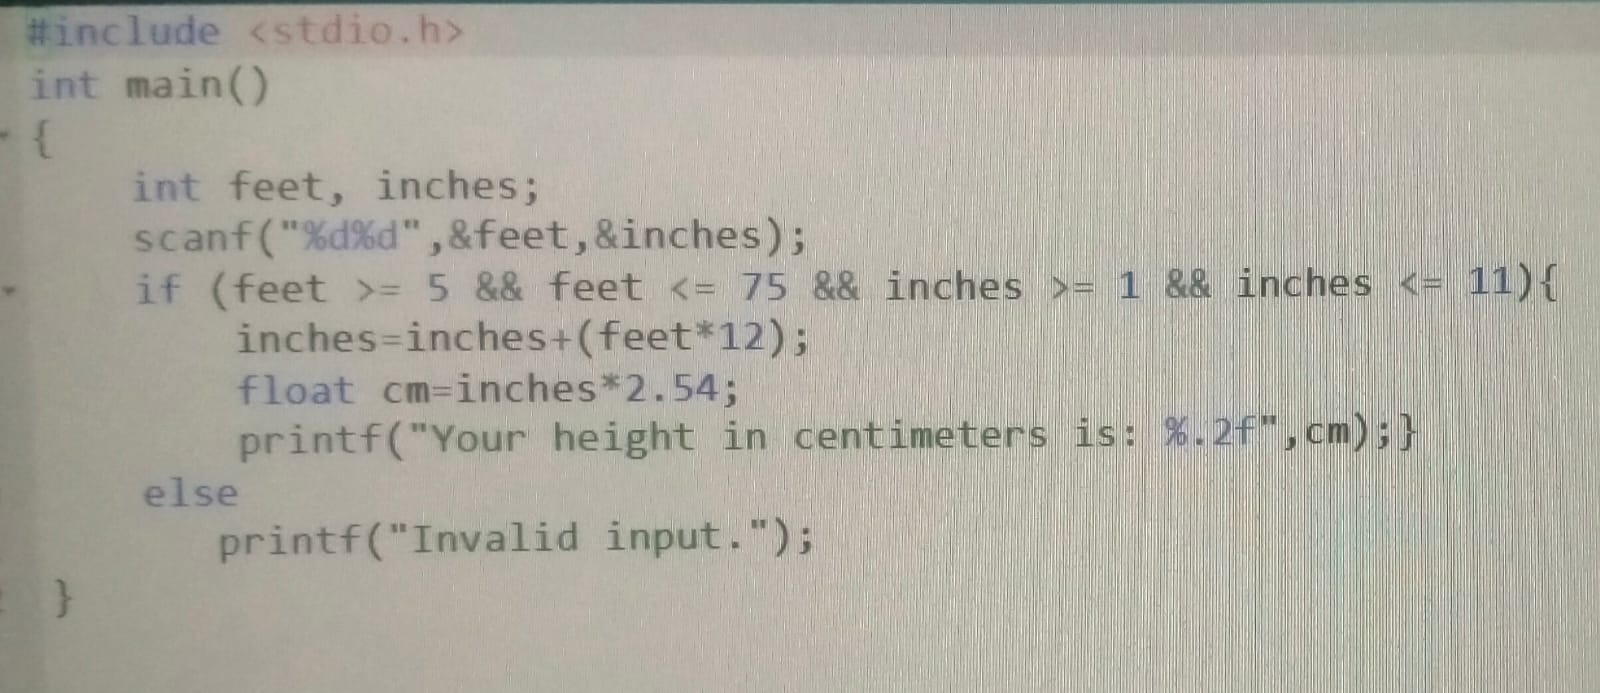 #include <stdio.h>
int main()
{
int feet, inches;
scanf("%d%d",&feet,&inches);
if (feet >= 5 && feet <= 75 && inches >= 1 && inches <= 11){
inches=inches+(feet*12);
float cm=inches*2.54;
printf("Your height in centimeters is: %.2f",cm);}
else
printf("Invalid input.");
}